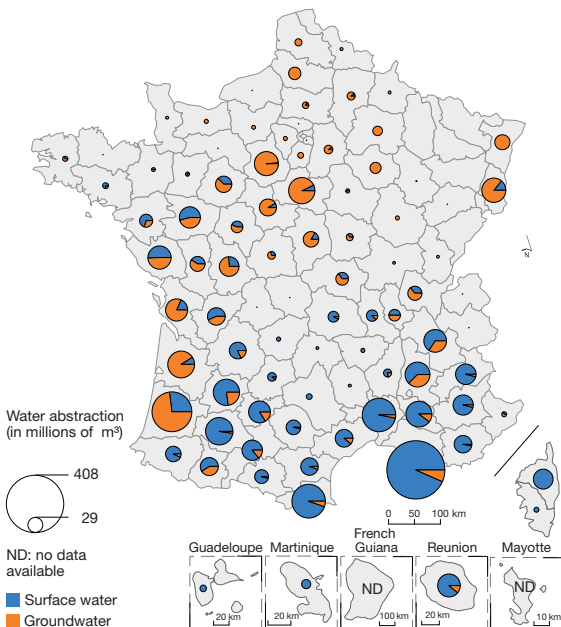 N
Water abstraction
(in millions of m³)
408
29
ND: no data
available
Surface water
Groundwater
0 50 100 km
Guadeloupe
20 km
Martinique
20 km
French
Guiana
ND
100 km
Reunion
20 km
Mayotte
ND
10 km